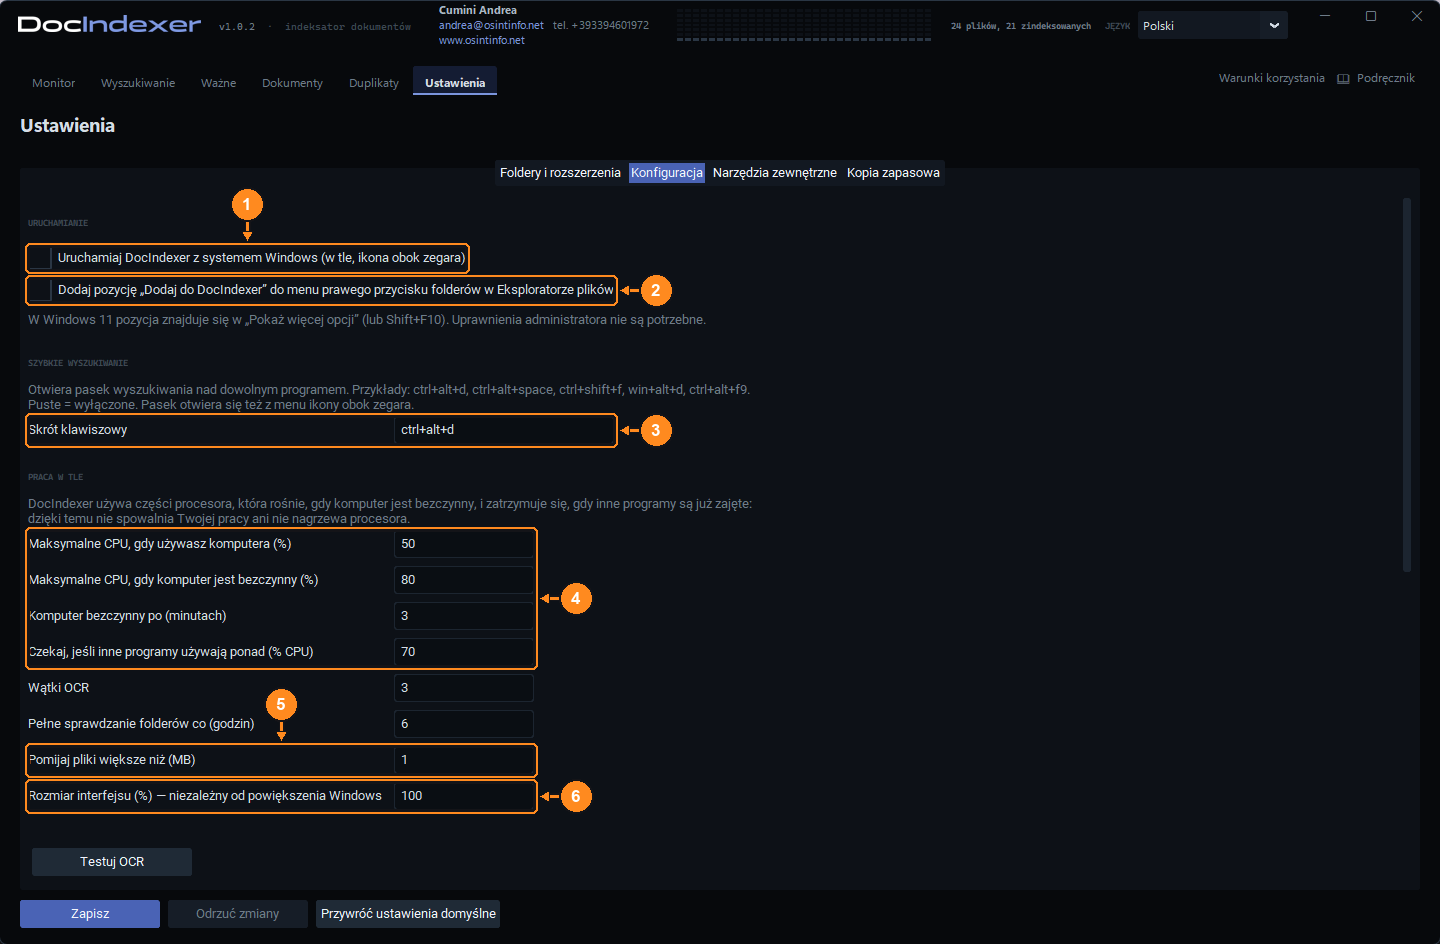 DocIndexer v1.0.2 · indeksator dokumentów
Cumini Andrea
andrea@osintinfo.net tel. +393394601972
www.osintinfo.net
24 plików, 21 zindeksowanych JĘZYK Polski
Monitor Wyszukiwanie Ważne Dokumenty Duplikaty Ustawienia
Warunki korzystania Podręcznik
Ustawienia
Foldery i rozszerzenia Konfiguracja Narzędzia zewnętrzne Kopia zapasowa
1
URUCHAMIANIE
Uruchamiaj DocIndexer z systemem Windows (w tle, ikona obok zegara)
Dodaj pozycję „Dodaj do DocIndexer” do menu prawego przycisku folderów w Eksploratorze plików
2
W Windows 11 pozycja znajduje się w „Pokaż więcej opcji” (lub Shift+F10). Uprawnienia administratora nie są potrzebne.
SZYBKIE WYSZUKIWANIE
Otwiera pasek wyszukiwania nad dowolnym programem. Przykłady: ctrl+alt+d, ctrl+alt+space, ctrl+shift+f, win+alt+d, ctrl+alt+f9.
Puste = wyłączone. Pasek otwiera się też z menu ikony obok zegara.
Skrót klawiszowy ctrl+alt+d
3
PRACA W TLE
DocIndexer używa części procesora, która rośnie, gdy komputer jest bezczynny, i zatrzymuje się, gdy inne programy są już zajęte:
dzięki temu nie spowalnia Twojej pracy ani nie nagrzewa procesora.
Maksymalne CPU, gdy używasz komputera (%) 50
Maksymalne CPU, gdy komputer jest bezczynny (%) 80
4
Komputer bezczynny po (minutach) 3
Czekaj, jeśli inne programy używają ponad (% CPU) 70
Wątki OCR 3
5
Pełne sprawdzanie folderów co (godzin) 6
Pomijaj pliki większe niż (MB) 1
Rozmiar interfejsu (%) — niezależny od powiększenia Windows 100
6
Testuj OCR
Zapisz Odrzuć zmiany Przywróć ustawienia domyślne